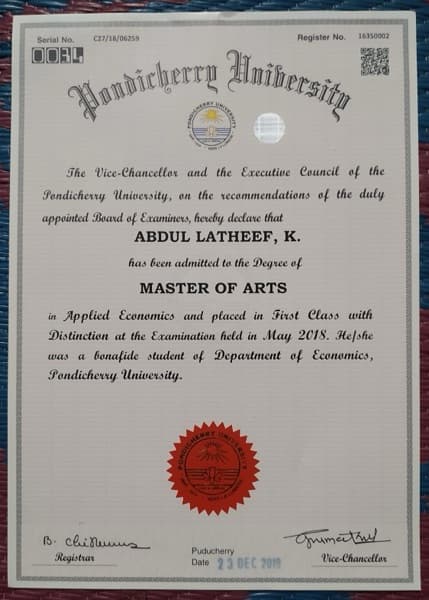 Serial No. C27/18/06259
Register No. 16350002
Pondicherry University
PONDICHERRY UNIVERSITY
The Vice-Chancellor and the Executive Council of the
Pondicherry University, on the recommendations of the duly
appointed Board of Examiners, hereby declare that
ABDUL LATHEEF, K.
has been admitted to the Degree of
MASTER OF ARTS
in Applied Economics and placed in First Class with
Distinction at the Examination held in May 2018. He/she
was a bonafide student of Department of Economics,
Pondicherry University.
PONDICHERRY UNIVERSITY
Registrar
Puducherry
Date 23 DEC 2019
Vice-Chancellor